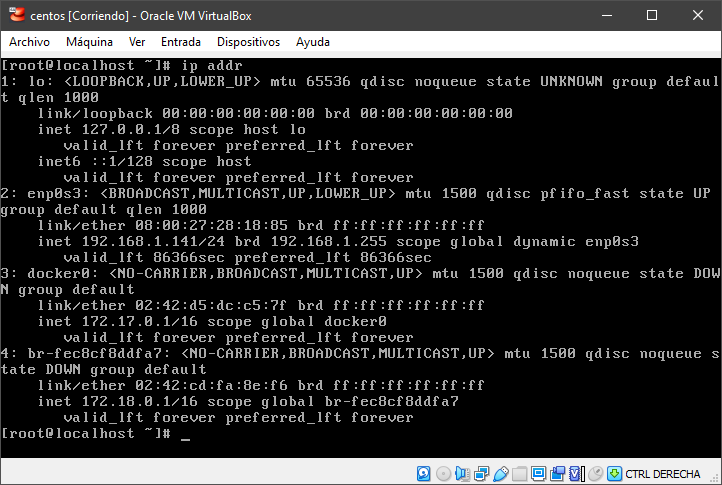 centos [Corriendo] - Oracle VM VirtualBox
Archivo Máquina Ver Entrada Dispositivos Ayuda
[root@localhost ~]# ip addr
1: lo: <LOOPBACK,UP,LOWER_UP> mtu 65536 qdisc noqueue state UNKNOWN group defaul
t qlen 1000
    link/loopback 00:00:00:00:00:00 brd 00:00:00:00:00:00
    inet 127.0.0.1/8 scope host lo
       valid_lft forever preferred_lft forever
    inet6 ::1/128 scope host
       valid_lft forever preferred_lft forever
2: enp0s3: <BROADCAST,MULTICAST,UP,LOWER_UP> mtu 1500 qdisc pfifo_fast state UP
group default qlen 1000
    link/ether 08:00:27:28:18:85 brd ff:ff:ff:ff:ff:ff
    inet 192.168.1.141/24 brd 192.168.1.255 scope global dynamic enp0s3
       valid_lft 86366sec preferred_lft 86366sec
3: docker0: <NO-CARRIER,BROADCAST,MULTICAST,UP> mtu 1500 qdisc noqueue state DOW
N group default
    link/ether 02:42:d5:dc:c5:7f brd ff:ff:ff:ff:ff:ff
    inet 172.17.0.1/16 scope global docker0
       valid_lft forever preferred_lft forever
4: br-fec8cf8ddfa7: <NO-CARRIER,BROADCAST,MULTICAST,UP> mtu 1500 qdisc noqueue s
tate DOWN group default
    link/ether 02:42:cd:fa:8e:f6 brd ff:ff:ff:ff:ff:ff
    inet 172.18.0.1/16 scope global br-fec8cf8ddfa7
       valid_lft forever preferred_lft forever
[root@localhost ~]# _
CTRL DERECHA